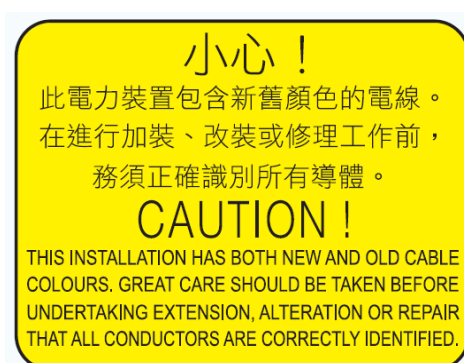 小心！
此電力裝置包含新舊顏色的電線。
在進行加裝、改裝或修理工作前，
務須正確識別所有導體。
CAUTION !
THIS INSTALLATION HAS BOTH NEW AND OLD CABLE
COLOURS. GREAT CARE SHOULD BE TAKEN BEFORE
UNDERTAKING EXTENSION, ALTERATION OR REPAIR
THAT ALL CONDUCTORS ARE CORRECTLY IDENTIFIED.